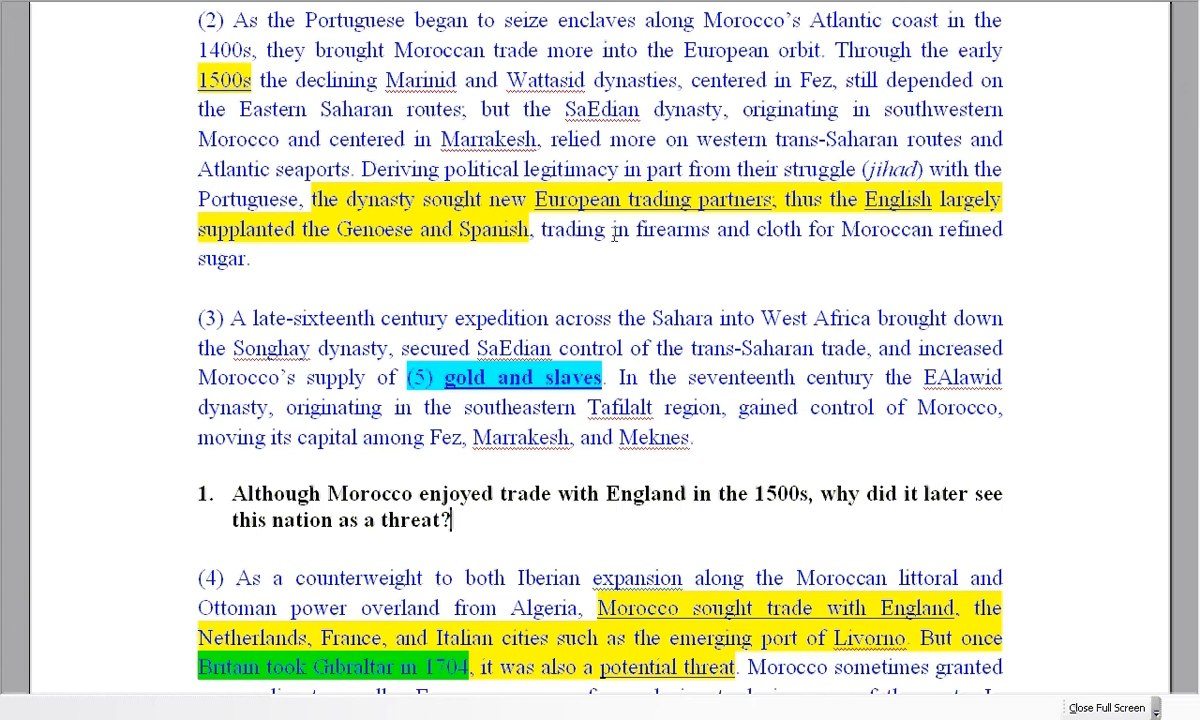 (2) As the Portuguese began to seize enclaves along Morocco's Atlantic coast in the
1400s, they brought Moroccan trade more into the European orbit. Through the early
1500s the declining Marinid and Wattasid dynasties, centered in Fez, still depended on
the Eastern Saharan routes; but the SaEdian dynasty, originating in southwestern
Morocco and centered in Marrakesh, relied more on western trans-Saharan routes and
Atlantic seaports. Deriving political legitimacy in part from their struggle (jihad) with the
Portuguese, the dynasty sought new European trading partners; thus the English largely
supplanted the Genoese and Spanish, trading in firearms and cloth for Moroccan refined
sugar.
(3) A late-sixteenth century expedition across the Sahara into West Africa brought down
the Songhay dynasty, secured SaEdian control of the trans-Saharan trade, and increased
Morocco's supply of (5) gold and slaves. In the seventeenth century the EAlawid
dynasty, originating in the southeastern Tafilalt region, gained control of Morocco,
moving its capital among Fez, Marrakesh, and Meknes.
1. Although Morocco enjoyed trade with England in the 1500s, why did it later see
this nation as a threat?
(4) As a counterweight to both Iberian expansion along the Moroccan littoral and
Ottoman power overland from Algeria, Morocco sought trade with England, the
Netherlands, France, and Italian cities such as the emerging port of Livorno. But once
Britain took Gibraltar in 1704, it was also a potential threat. Morocco sometimes granted
Close Full Screen